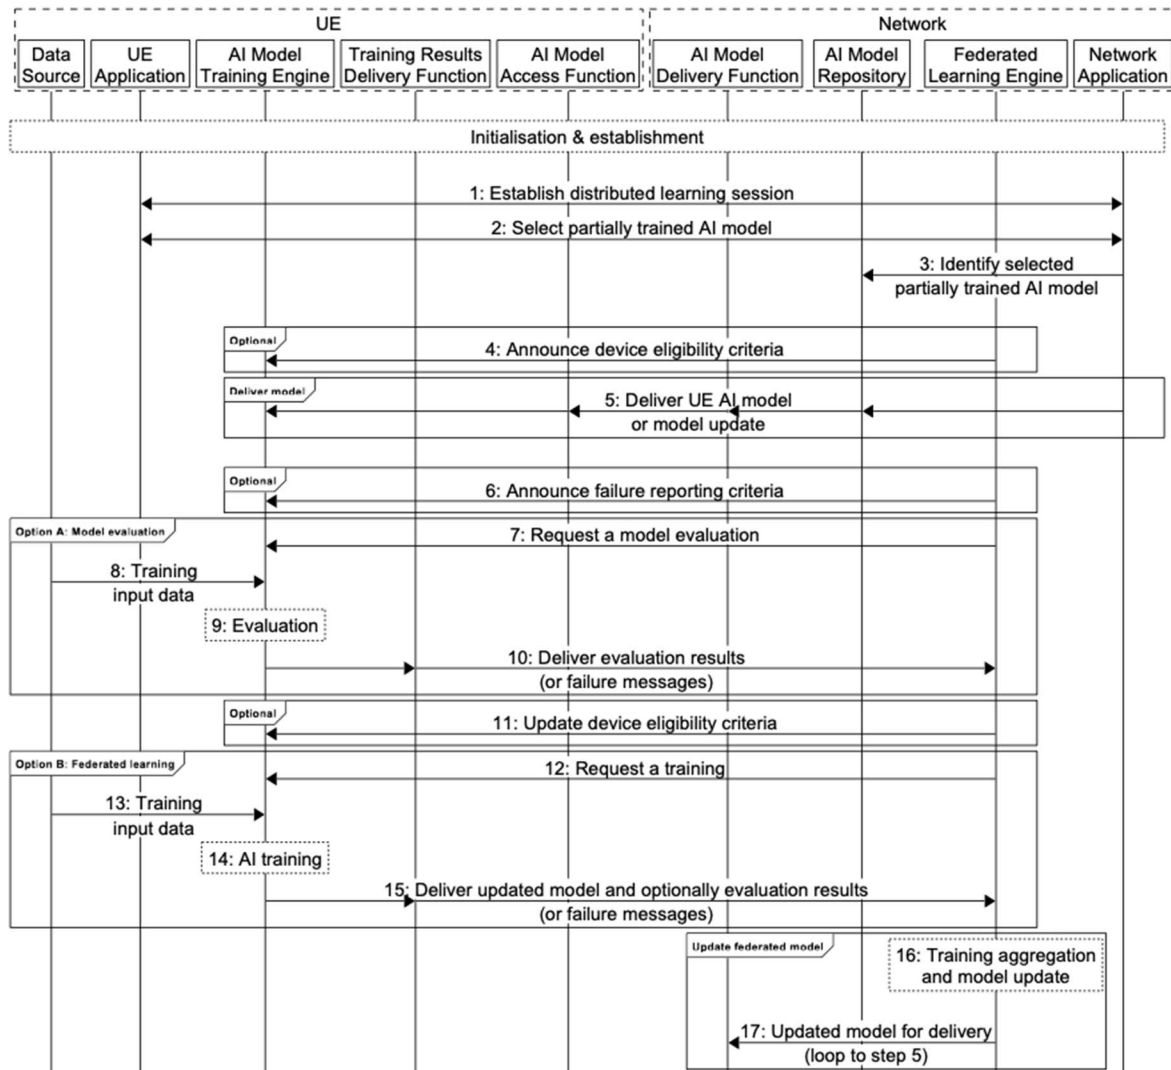 UE
Network
Data
Source
UE
Application
AI Model
Training Engine
Training Results
Delivery Function
AI Model
Access Function
AI Model
Delivery Function
AI Model
Repository
Federated
Learning Engine
Network
Application
Initialisation & establishment
1: Establish distributed learning session
2: Select partially trained AI model
3: Identify selected
partially trained AI model
Optional
4: Announce device eligibility criteria
Deliver model
5: Deliver UE AI model
or model update
Optional
6: Announce failure reporting criteria
Option A: Model evaluation
7: Request a model evaluation
8: Training
input data
9: Evaluation
10: Deliver evaluation results
(or failure messages)
Optional
11: Update device eligibility criteria
Option B: Federated learning
12: Request a training
13: Training
input data
14: AI training
15: Deliver updated model and optionally evaluation results
(or failure messages)
Update federated model
16: Training aggregation
and model update
17: Updated model for delivery
(loop to step 5)